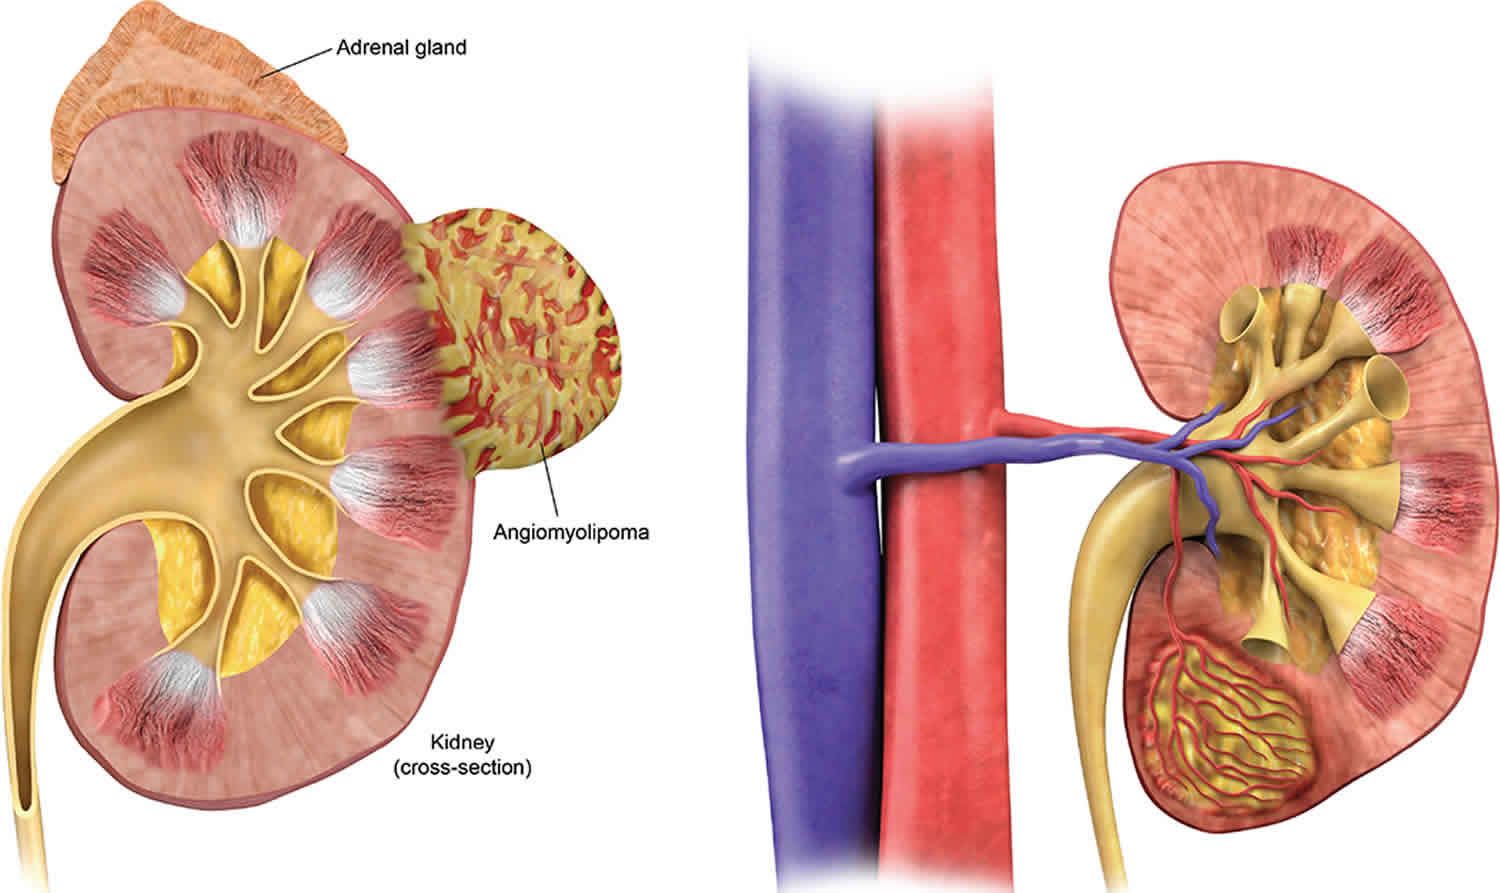 Adrenal gland
Angiomyolipoma
Kidney
(cross-section)